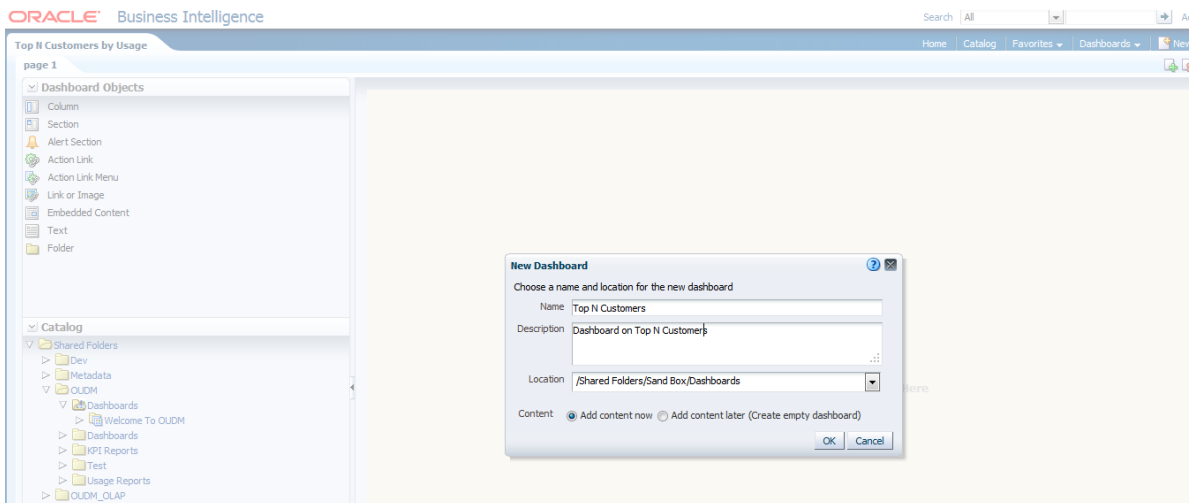 ORACLE Business Intelligence
Search All
Top N Customers by Usage
Home Catalog Favorites Dashboards New
page 1
Dashboard Objects
Column
Section
Alert Section
Action Link
Action Link Menu
Link or Image
Embedded Content
Text
Folder
New Dashboard
Choose a name and location for the new dashboard
Name Top N Customers
Description Dashboard on Top N Customers
Location /Shared Folders/Sand Box/Dashboards
Content Add content now Add content later (Create empty dashboard)
OK Cancel
Here
Catalog
Shared Folders
Dev
Metadata
OUDM
Dashboards
Welcome To OUDM
Dashboards
KPI Reports
Test
Usage Reports
OUDM_OLAP